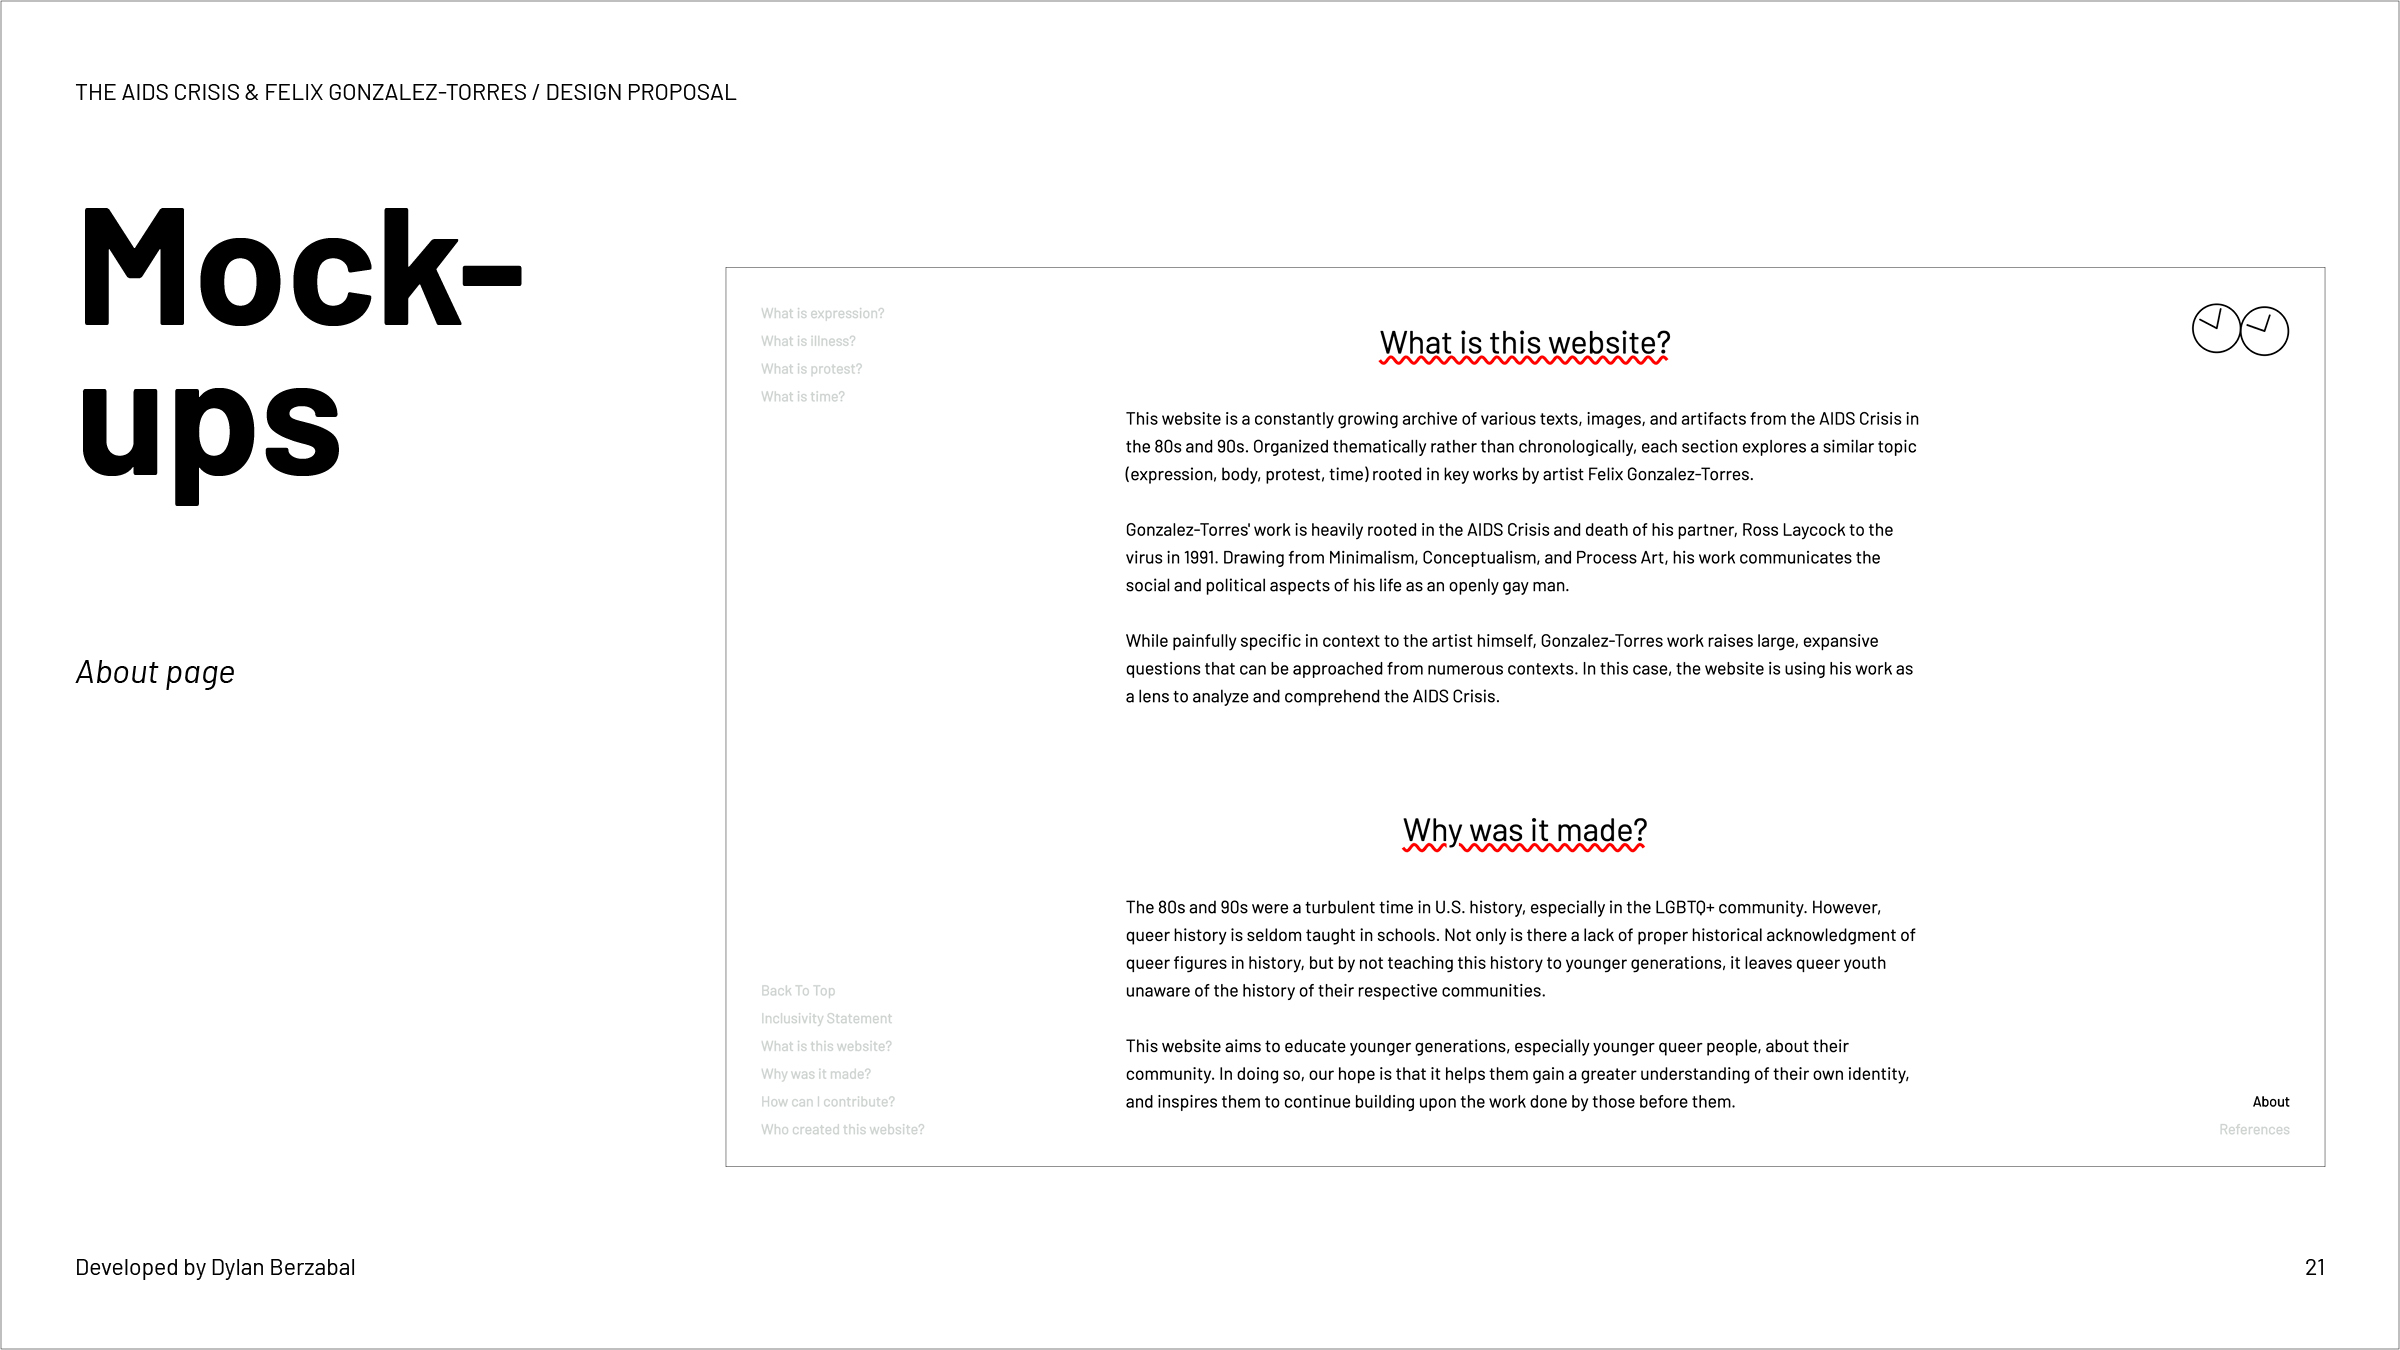 THE AIDS CRISIS & FELIX GONZALEZ-TORRES / DESIGN PROPOSAL
Mock-
ups
About page
What is expression?
What is illness?
What is protest?
What is time?
What is this website?
This website is a constantly growing archive of various texts, images, and artifacts from the AIDS Crisis in
the 80s and 90s. Organized thematically rather than chronologically, each section explores a similar topic
(expression, body, protest, time) rooted in key works by artist Felix Gonzalez-Torres.
Gonzalez-Torres' work is heavily rooted in the AIDS Crisis and death of his partner, Ross Laycock to the
virus in 1991. Drawing from Minimalism, Conceptualism, and Process Art, his work communicates the
social and political aspects of his life as an openly gay man.
While painfully specific in context to the artist himself, Gonzalez-Torres work raises large, expansive
questions that can be approached from numerous contexts. In this case, the website is using his work as
a lens to analyze and comprehend the AIDS Crisis.
Why was it made?
The 80s and 90s were a turbulent time in U.S. history, especially in the LGBTQ+ community. However,
queer history is seldom taught in schools. Not only is there a lack of proper historical acknowledgment of
queer figures in history, but by not teaching this history to younger generations, it leaves queer youth
unaware of the history of their respective communities.
This website aims to educate younger generations, especially younger queer people, about their
community. In doing so, our hope is that it helps them gain a greater understanding of their own identity,
and inspires them to continue building upon the work done by those before them.
Back To Top
Inclusivity Statement
What is this website?
Why was it made?
How can I contribute?
Who created this website?
About
References
Developed by Dylan Berzabal
21